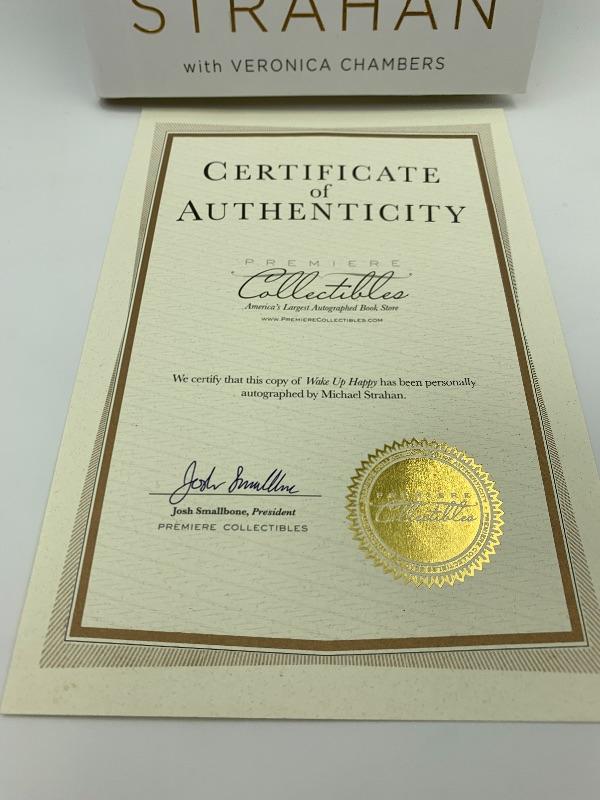 STRAHAN
with VERONICA CHAMBERS
CERTIFICATE
of
AUTHENTICITY
PREMIERE
Collectibles
America's Largest Autographed Book Store
WWW.PREMIERECOLLECTIBLES.COM
We certify that this copy of Wake Up Happy has been personally
autographed by Michael Strahan.
Josh Smallbone
Josh Smallbone, President
PREMIERE COLLECTIBLES
PREMIERE
Collectibles